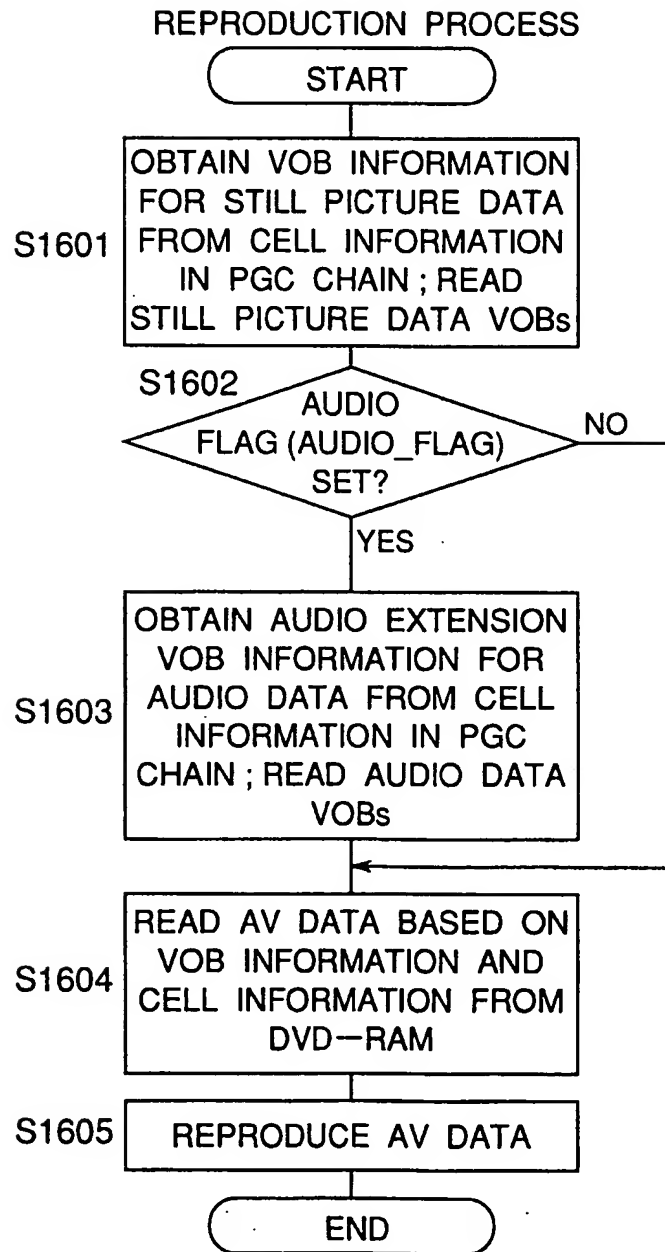 REPRODUCTION PROCESS
START
S1601
OBTAIN VOB INFORMATION
FOR STILL PICTURE DATA
FROM CELL INFORMATION
IN PGC CHAIN ; READ
STILL PICTURE DATA VOBs
S1602
AUDIO
FLAG (AUDIO_FLAG)
SET?
NO
YES
S1603
OBTAIN AUDIO EXTENSION
VOB INFORMATION FOR
AUDIO DATA FROM CELL
INFORMATION IN PGC
CHAIN ; READ AUDIO DATA
VOBs
S1604
READ AV DATA BASED ON
VOB INFORMATION AND
CELL INFORMATION FROM
DVD—RAM
S1605
REPRODUCE AV DATA
END